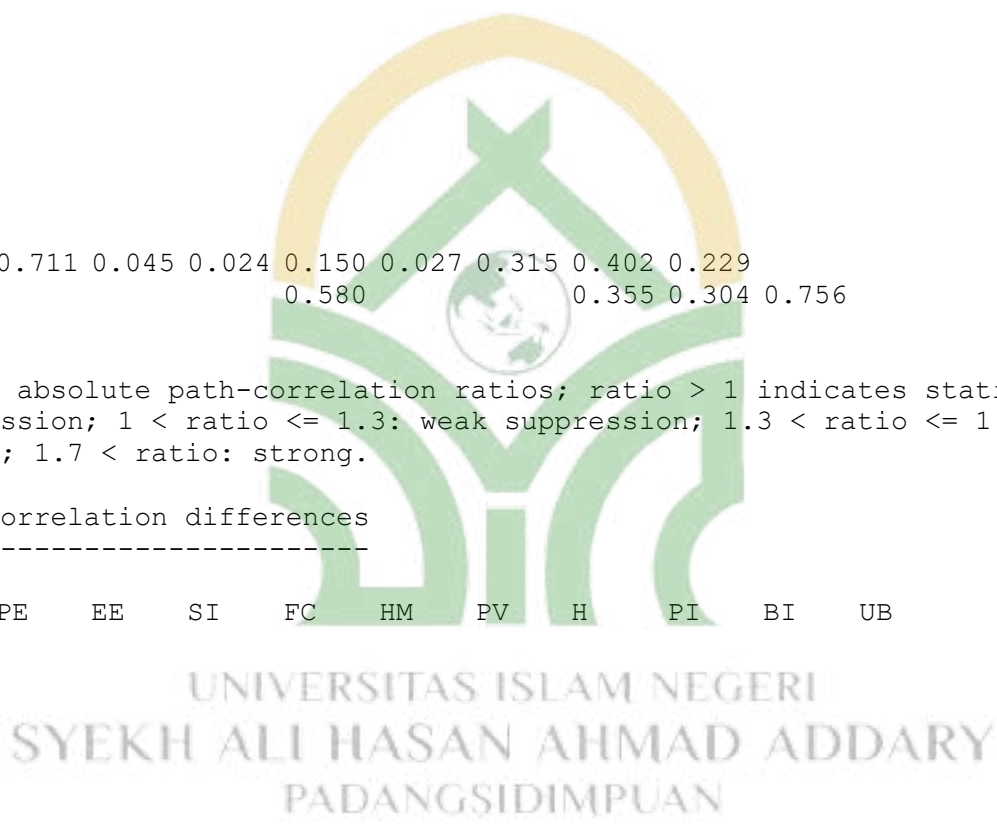 0.711 0.045 0.024 0.150 0.027 0.315 0.402 0.229
0.580 0.355 0.304 0.756
absolute path-correlation ratios; ratio > 1 indicates stati
ession; 1 < ratio <= 1.3: weak suppression; 1.3 < ratio <= 1
; 1.7 < ratio: strong.
orrelation differences
----------------------
PE EE SI FC HM PV H PI BI UB
UNIVERSITAS ISLAM NEGERI
SYEKH ALI HASAN AHMAD ADDARY
PADANGSIDIMPUAN